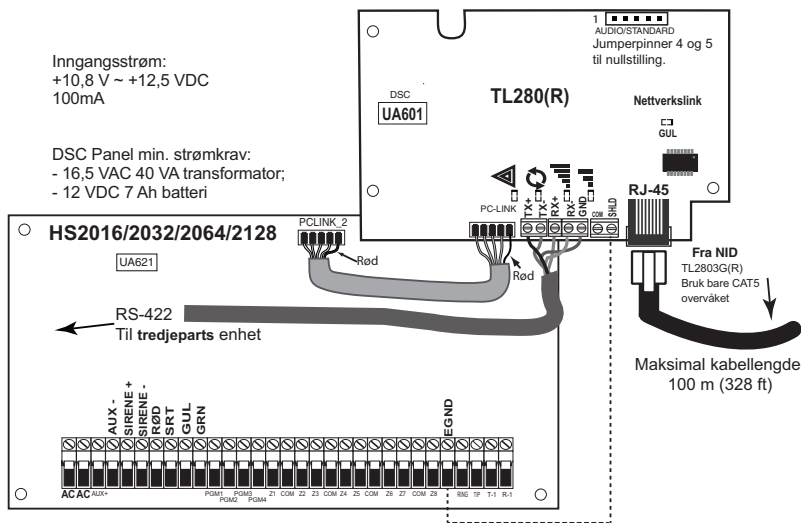 Inngangsstrøm:
+10,8 V ~ +12,5 VDC
100mA
DSC Panel min. strømkrav:
- 16,5 VAC 40 VA transformator;
- 12 VDC 7 Ah batteri
1
AUDIO/STANDARD
Jumperpinner 4 og 5
til nullstilling.
DSC
UA601
TL280(R)
Nettverkslink
GUL
RJ-45
PC-LINK
TX+
TX-
RX+
RX-
GND
COM
SHLD
Fra NID
TL2803G(R)
Bruk bare CAT5
overvåket
Maksimal kabellengde
100 m (328 ft)
HS2016/2032/2064/2128
UA621
PCLINK_2
Rød
Rød
RS-422
Til tredjeparts enhet
AUX -
SIRENE +
SIRENE -
RØD
SRT
GUL
GRN
EGND
AC AC AUX+ PGM1 PGM2 PGM3 PGM4 Z1 COM Z2 Z3 COM Z4 Z5 COM Z6 Z7 COM Z8 RING TIP T-1 R-1